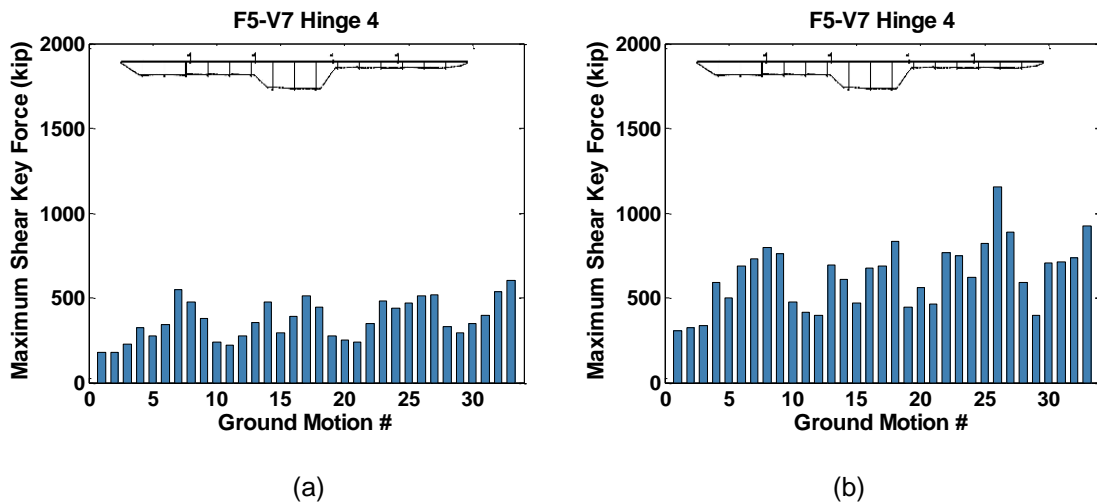 F5-V7 Hinge 4
Maximum Shear Key Force (kip)
2000
1500
1000
500
0
0 5 10 15 20 25 30
Ground Motion #
(a)
F5-V7 Hinge 4
Maximum Shear Key Force (kip)
2000
1500
1000
500
0
0 5 10 15 20 25 30
Ground Motion #
(b)